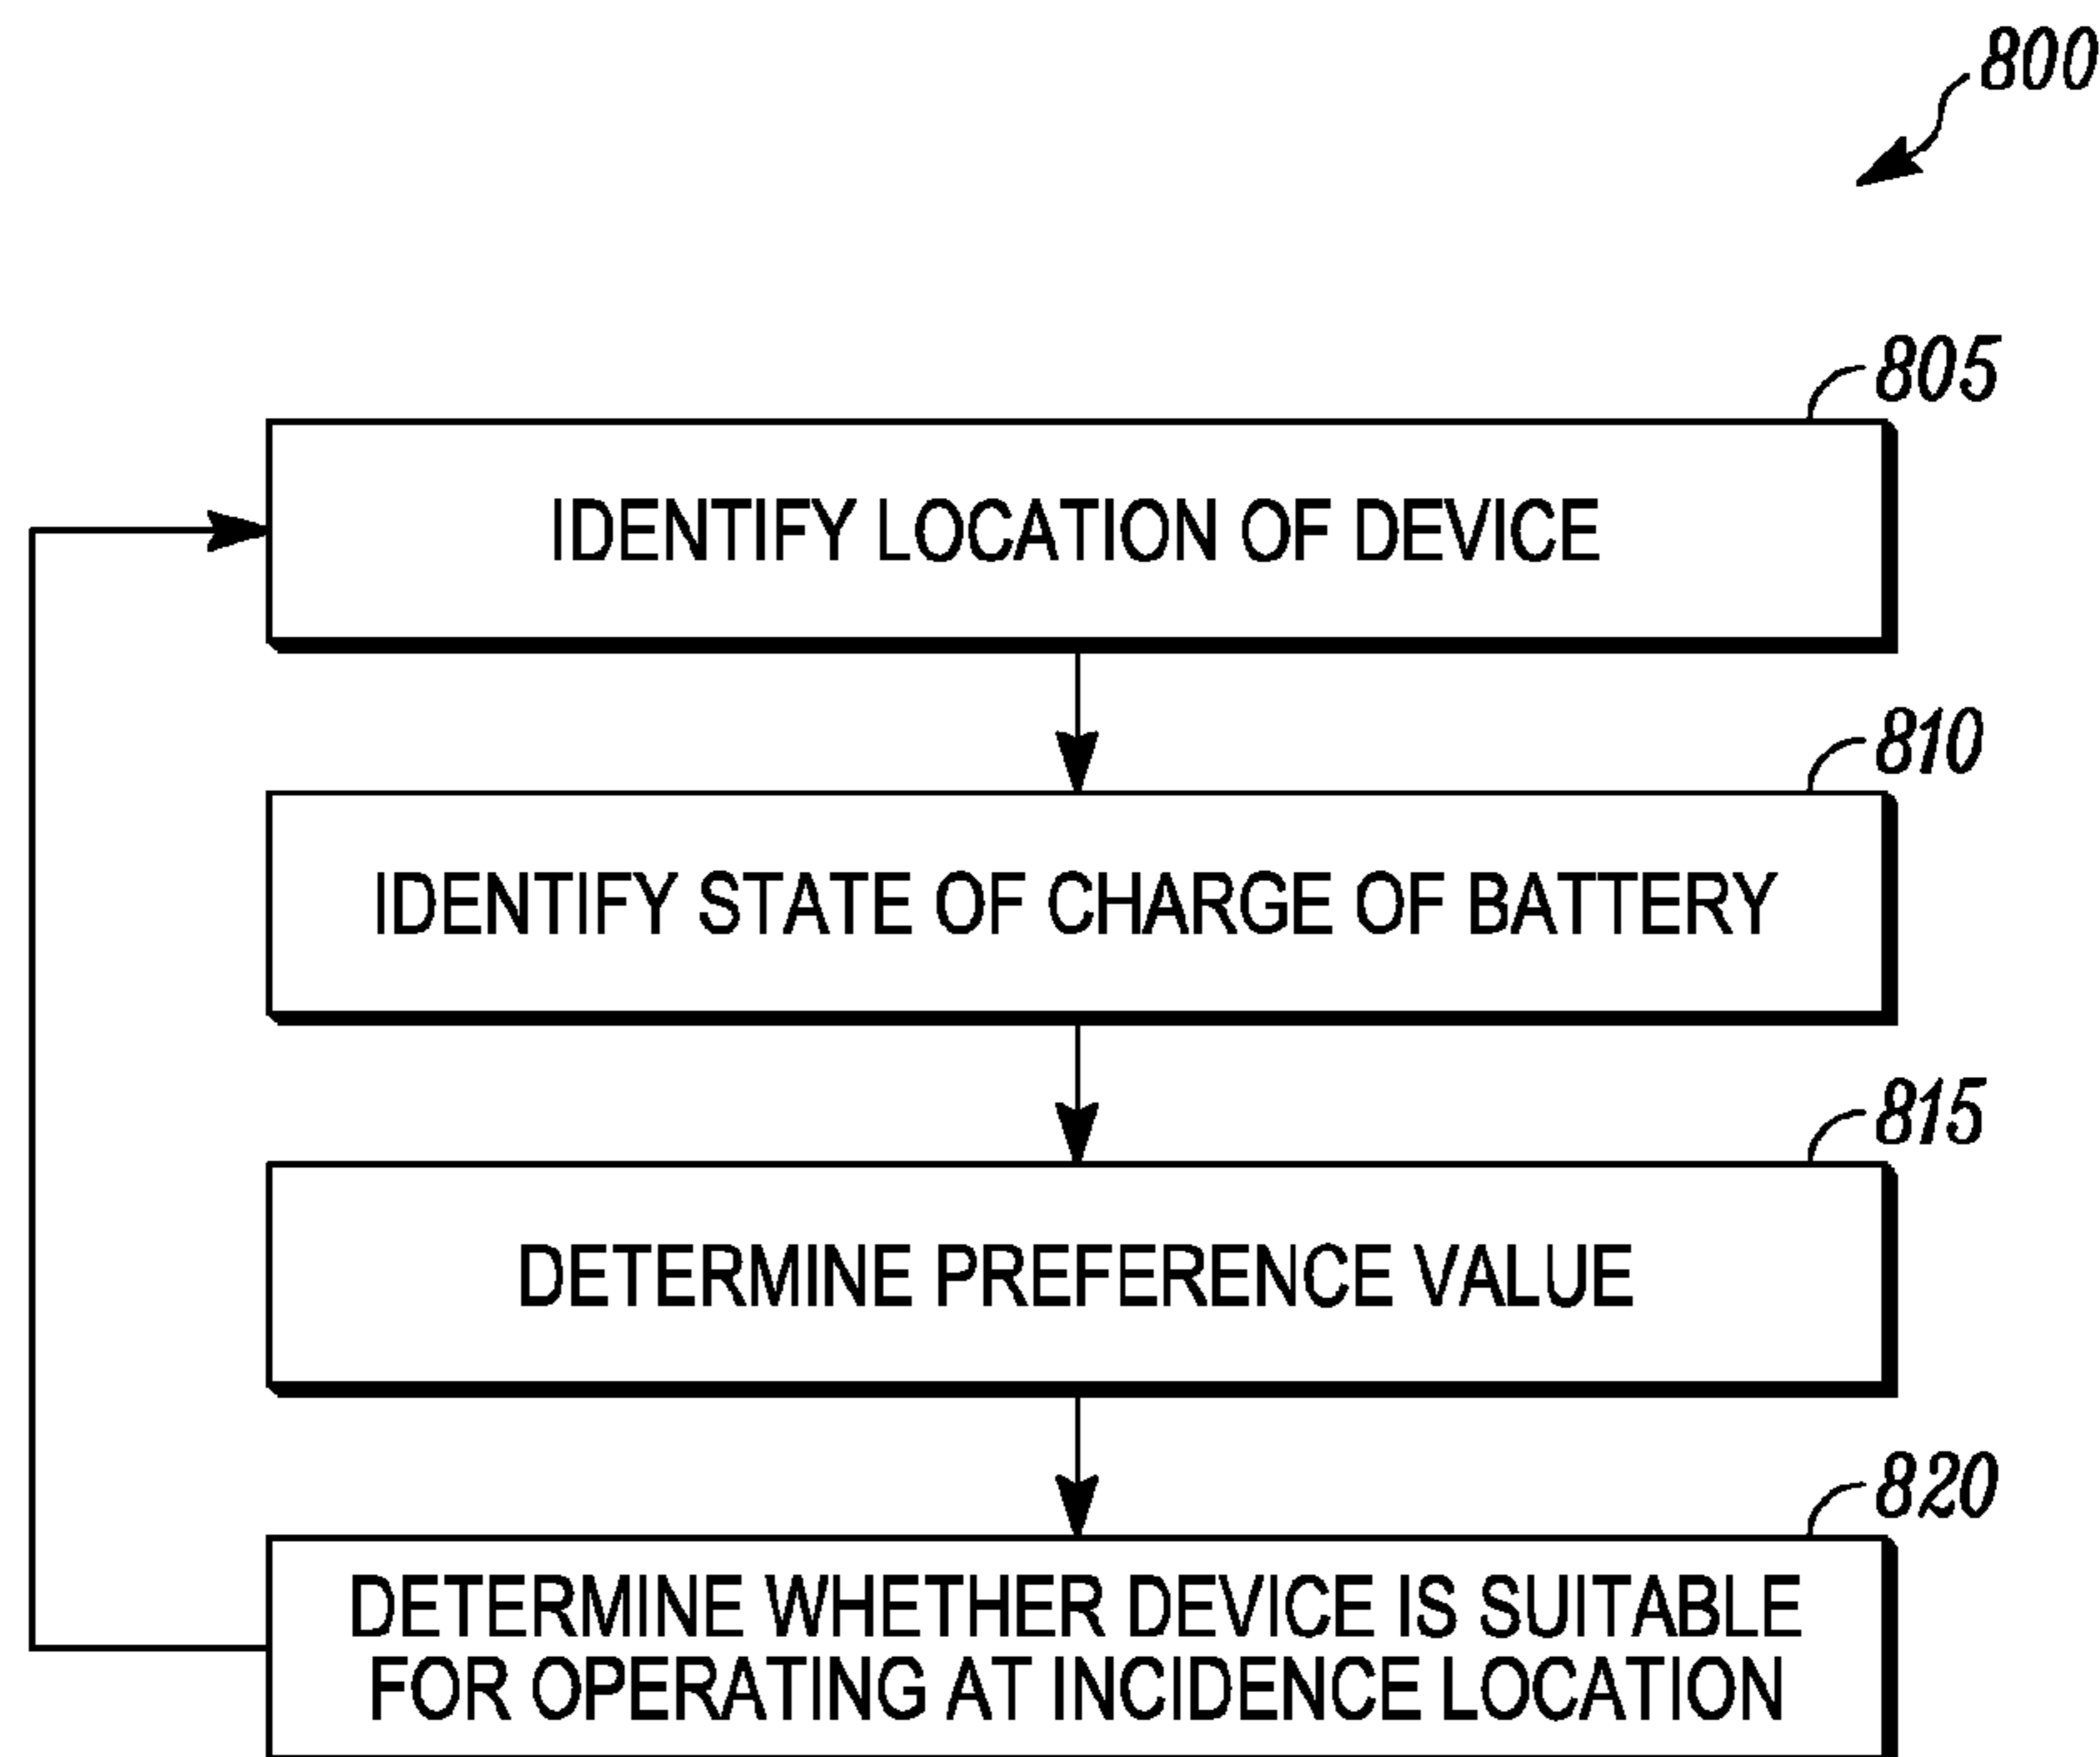 800
805
IDENTIFY LOCATION OF DEVICE
810
IDENTIFY STATE OF CHARGE OF BATTERY
815
DETERMINE PREFERENCE VALUE
820
DETERMINE WHETHER DEVICE IS SUITABLE
FOR OPERATING AT INCIDENCE LOCATION